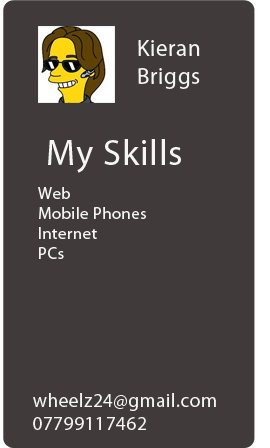 Kieran
Briggs
My Skills
Web
Mobile Phones
Internet
PCs
wheelz24@gmail.com
07799117462